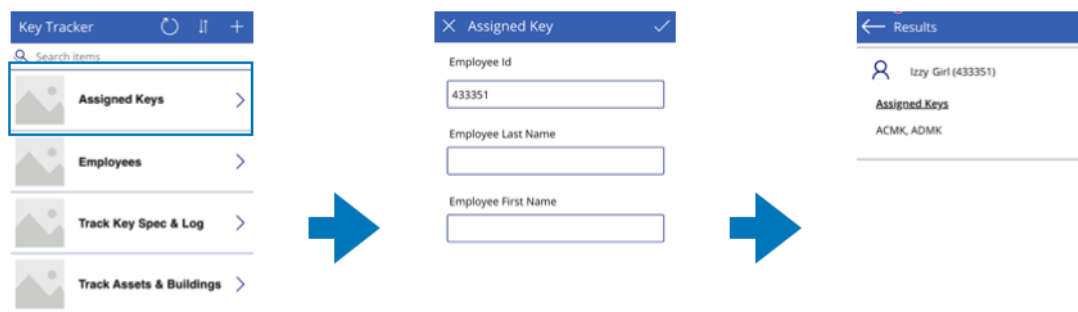 Key Tracker
Search items
Assigned Keys
Employees
Track Key Spec & Log
Track Assets & Buildings
Assigned Key
Employee Id
433351
Employee Last Name
Employee First Name
Results
Izzy Girl (433351)
Assigned Keys
ACMK, ADMK